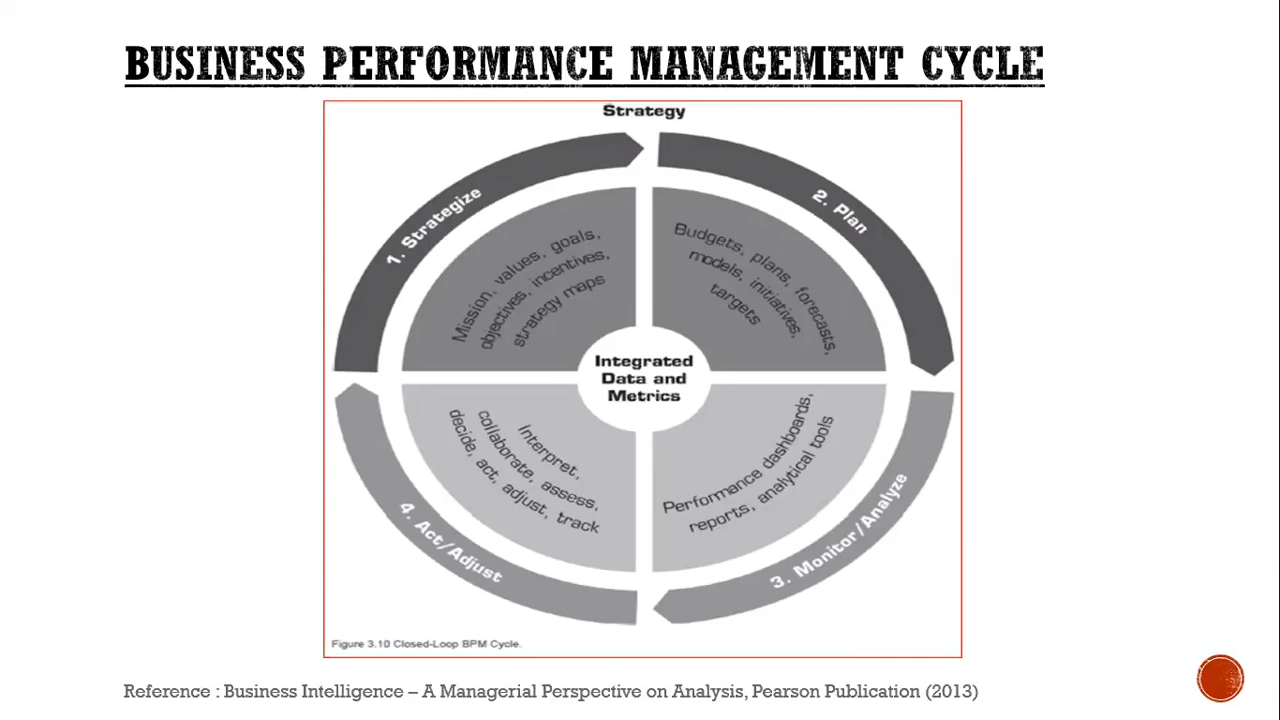 BUSINESS PERFORMANCE MANAGEMENT CYCLE
Strategy
1. Strategize
Mission, values, goals,
objectives, incentives,
strategy maps
2. Plan
Budgets, plans, forecasts,
models, initiatives,
targets
Integrated
Data and
Metrics
Performance dashboards,
reports, analytical tools
3. Monitor/Analyze
Interpret,
collaborate, assess,
decide, act, adjust, track
4. Act/Adjust
Figure 3.10 Closed-Loop BPM Cycle.
Reference : Business Intelligence – A Managerial Perspective on Analysis, Pearson Publication (2013)